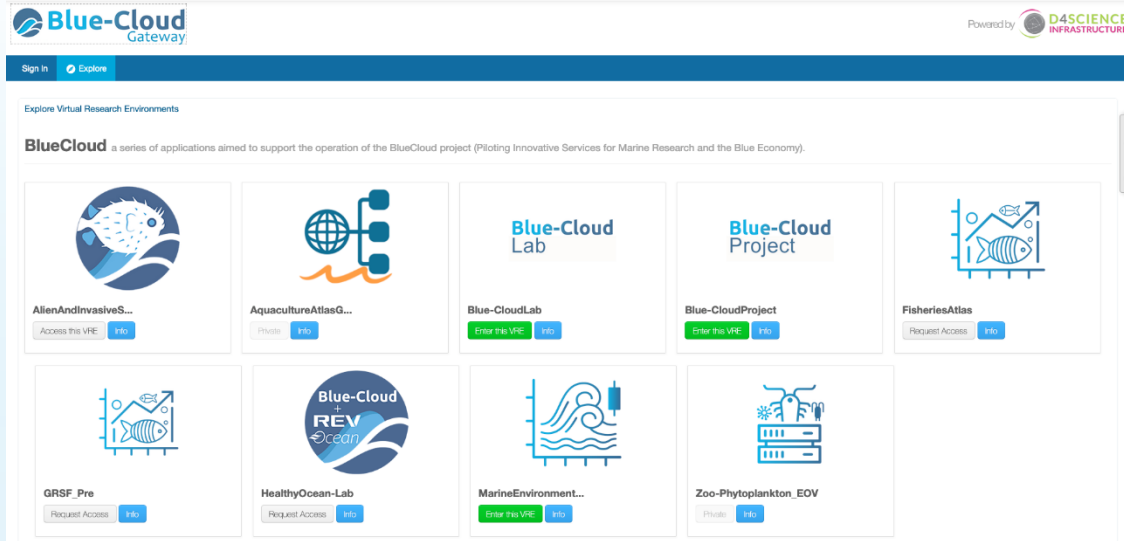 Blue-Cloud
Gateway
Powered by D4SCIENCE
INFRASTRUCTURE
Sign In Explore
Explore Virtual Research Environments
BlueCloud a series of applications aimed to support the operation of the BlueCloud project (Piloting Innovative Services for Marine Research and the Blue Economy).
Blue-Cloud
Lab
Blue-Cloud
Project
AlienAndInvasiveS... AquacultureAtlasG... Blue-CloudLab Blue-CloudProject FisheriesAtlas
Access this VRE Info Private Info Enter this VRE Info Enter this VRE Info Request Access Info
Blue-Cloud
+
REV
Ocean
GRSF_Pre HealthyOcean-Lab MarineEnvironment... Zoo-Phytoplankton_EOV
Request Access Info Request Access Info Enter this VRE Info Private Info